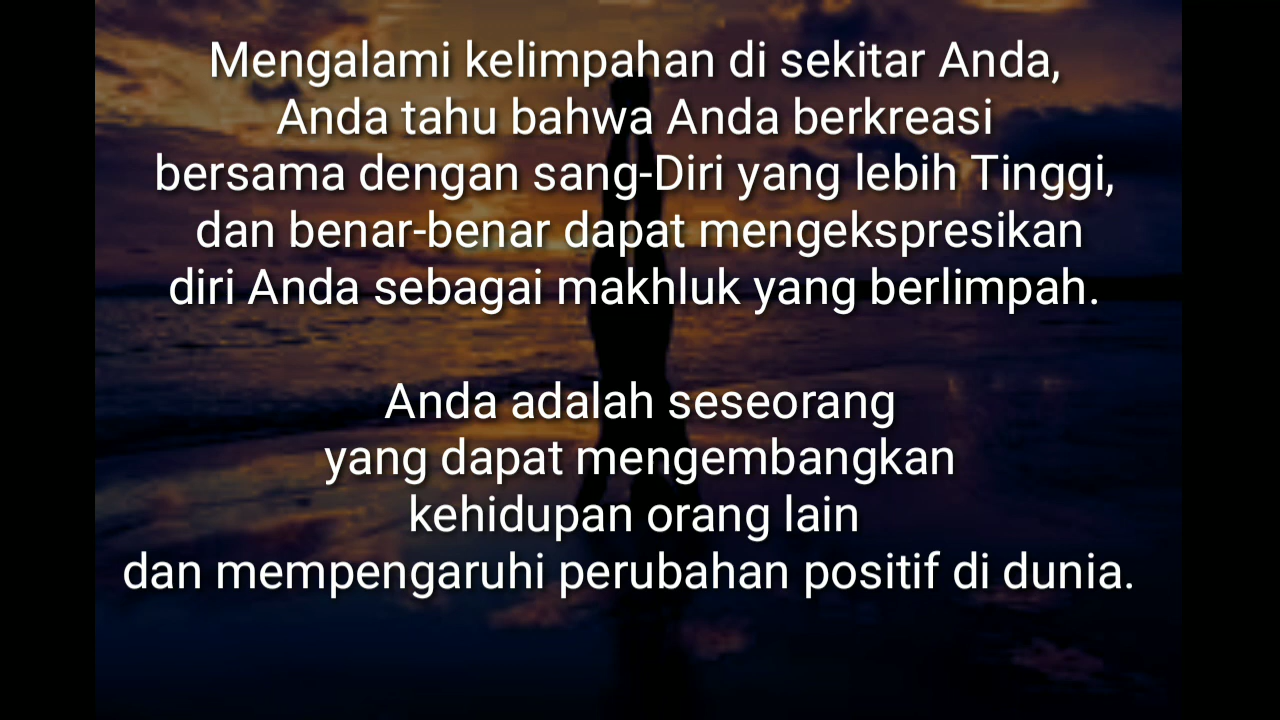 Mengalami kelimpahan di sekitar Anda,
Anda tahu bahwa Anda berkreasi
bersama dengan sang-Diri yang lebih Tinggi,
dan benar-benar dapat mengekspresikan
diri Anda sebagai makhluk yang berlimpah.
Anda adalah seseorang
yang dapat mengembangkan
kehidupan orang lain
dan mempengaruhi perubahan positif di dunia.